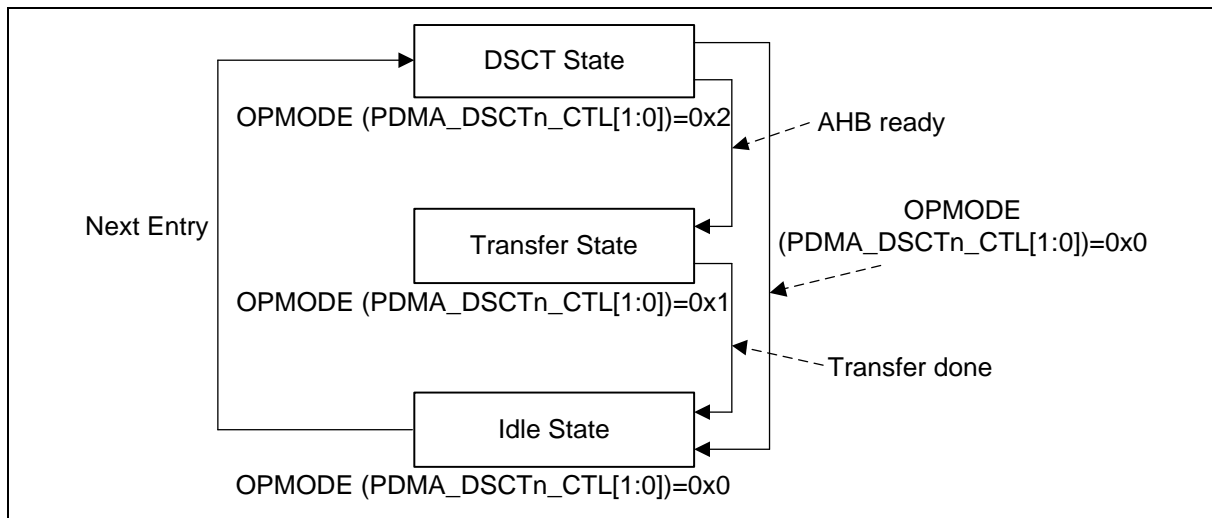 DSCT State
OPMODE (PDMA_DSCTn_CTL[1:0])=0x2
AHB ready
Next Entry
Transfer State
OPMODE
(PDMA_DSCTn_CTL[1:0])=0x0
OPMODE (PDMA_DSCTn_CTL[1:0])=0x1
Transfer done
Idle State
OPMODE (PDMA_DSCTn_CTL[1:0])=0x0